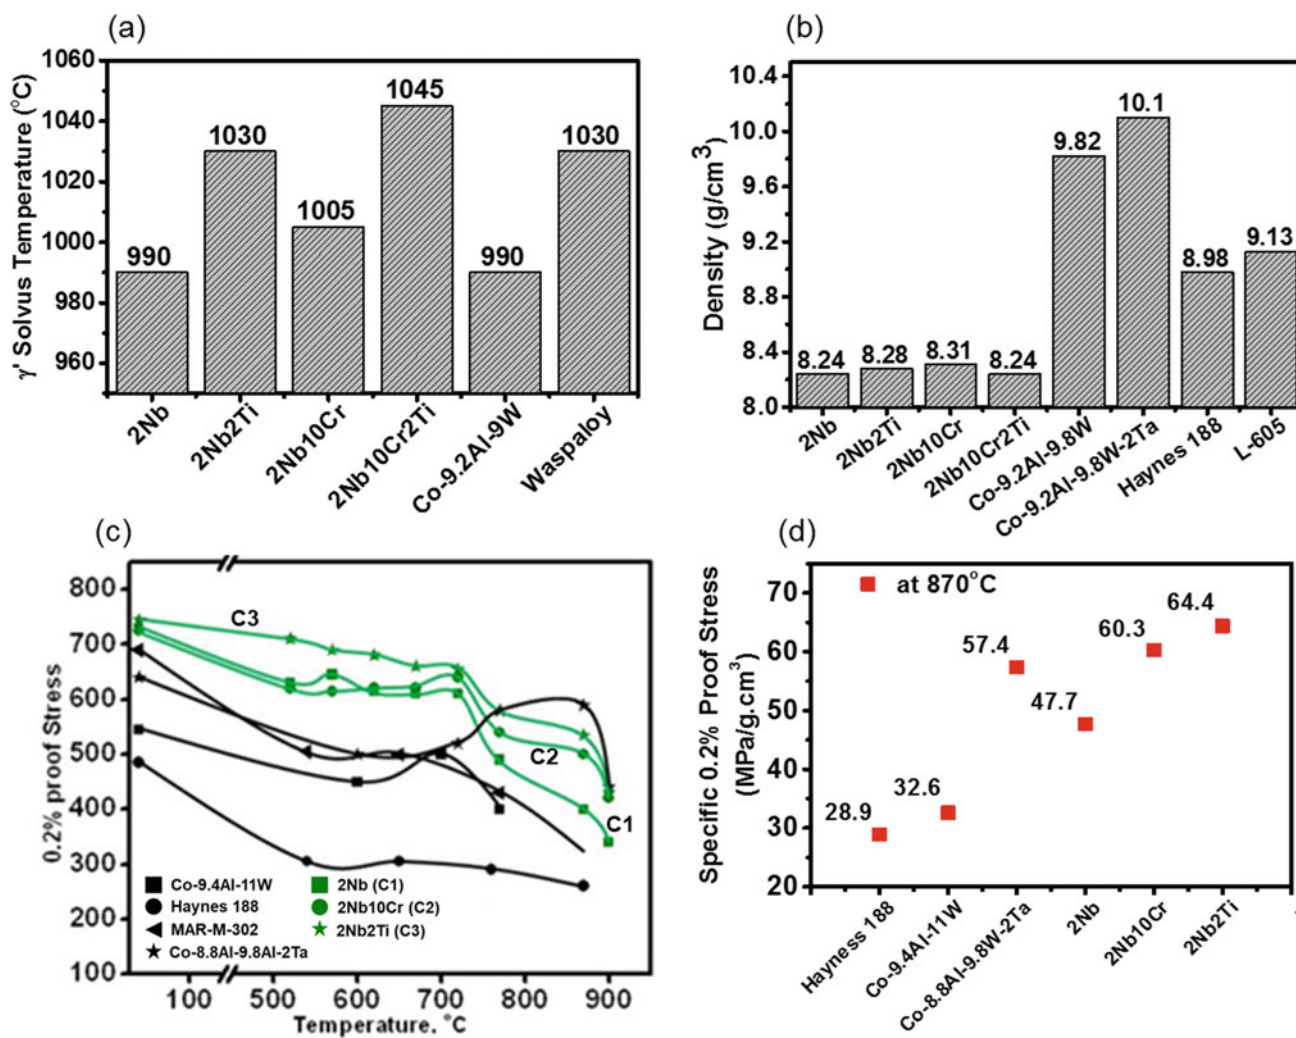 (a)
γ' Solvus Temperature (°C)
1060
1040
1020
1000
980
960
990
1030
1005
1045
990
1030
2Nb
2Nb2Ti
2Nb10Cr
2Nb10Cr2Ti
Co-9.2Al-9W
Waspaloy
(b)
Density (g/cm³)
10.4
10.0
9.6
9.2
8.8
8.4
8.0
8.24
8.28
8.31
8.24
9.82
10.1
8.98
9.13
2Nb
2Nb2Ti
2Nb10Cr
2Nb10Cr2Ti
Co-9.2Al-9.8W
Co-9.2Al-9.8W-2Ta
Haynes 188
L-605
(c)
0.2% proof Stress
800
700
600
500
400
300
200
100
C3
C2
C1
Co-9.4Al-11W
Haynes 188
MAR-M-302
Co-8.8Al-9.8Al-2Ta
2Nb (C1)
2Nb10Cr (C2)
2Nb2Ti (C3)
100 500 600 700 800 900
Temperature, °C
(d)
Specific 0.2% Proof Stress
(MPa/g.cm³)
70
60
50
40
30
20
at 870°C
28.9
32.6
57.4
47.7
60.3
64.4
Hayness 188
Co-9.4Al-11W
Co-8.8Al-9.8W-2Ta
2Nb
2Nb10Cr
2Nb2Ti